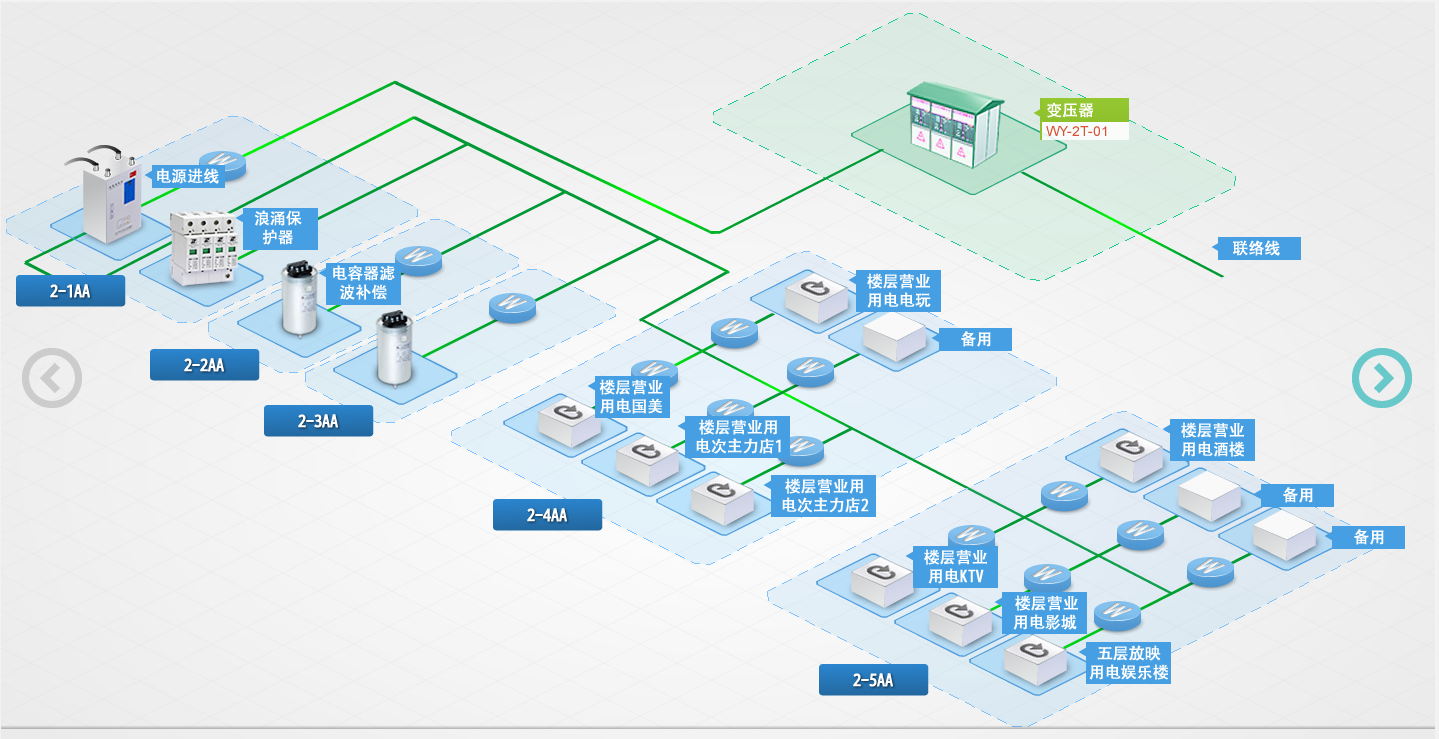 变压器
WY-2T-01
W
电源进线
浪涌保
护器
联络线
2-1AA
W
电容器滤
波补偿
楼层营业
用电电玩
W
W
备用
2-2AA
W
W
楼层营业
用电国美
2-3AA
W
楼层营业用
电次主力店1
W
楼层营业
用电酒楼
楼层营业用
电次主力店2
W
备用
2-4AA
W
W
备用
楼层营业
用电KTV
W
W
楼层营业
用电影城
W
五层放映
用电娱乐楼
2-5AA